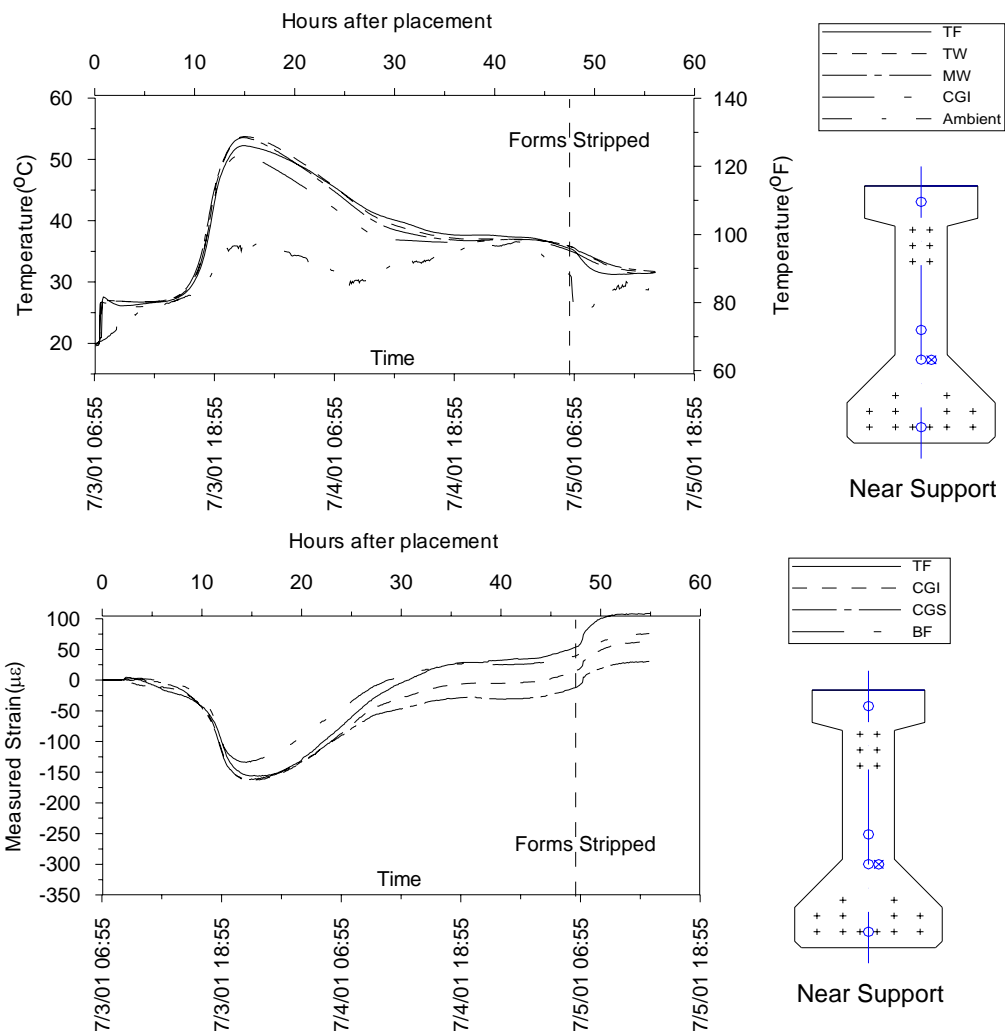 Hours after placement
0 10 20 30 40 50 60
60
50
40
30
20
Temperature(ºC)
140
120
100
80
60
Temperature(ºF)
Forms Stripped
Time
7/3/01 06:55
7/3/01 18:55
7/4/01 06:55
7/4/01 18:55
7/5/01 06:55
7/5/01 18:55
TF
TW
MW
CGI
Ambient
Near Support
Hours after placement
0 10 20 30 40 50 60
100
50
0
-50
-100
-150
-200
-250
-300
-350
Measured Strain(µε)
Forms Stripped
Time
7/3/01 06:55
7/3/01 18:55
7/4/01 06:55
7/4/01 18:55
7/5/01 06:55
7/5/01 18:55
TF
CGI
CGS
BF
Near Support